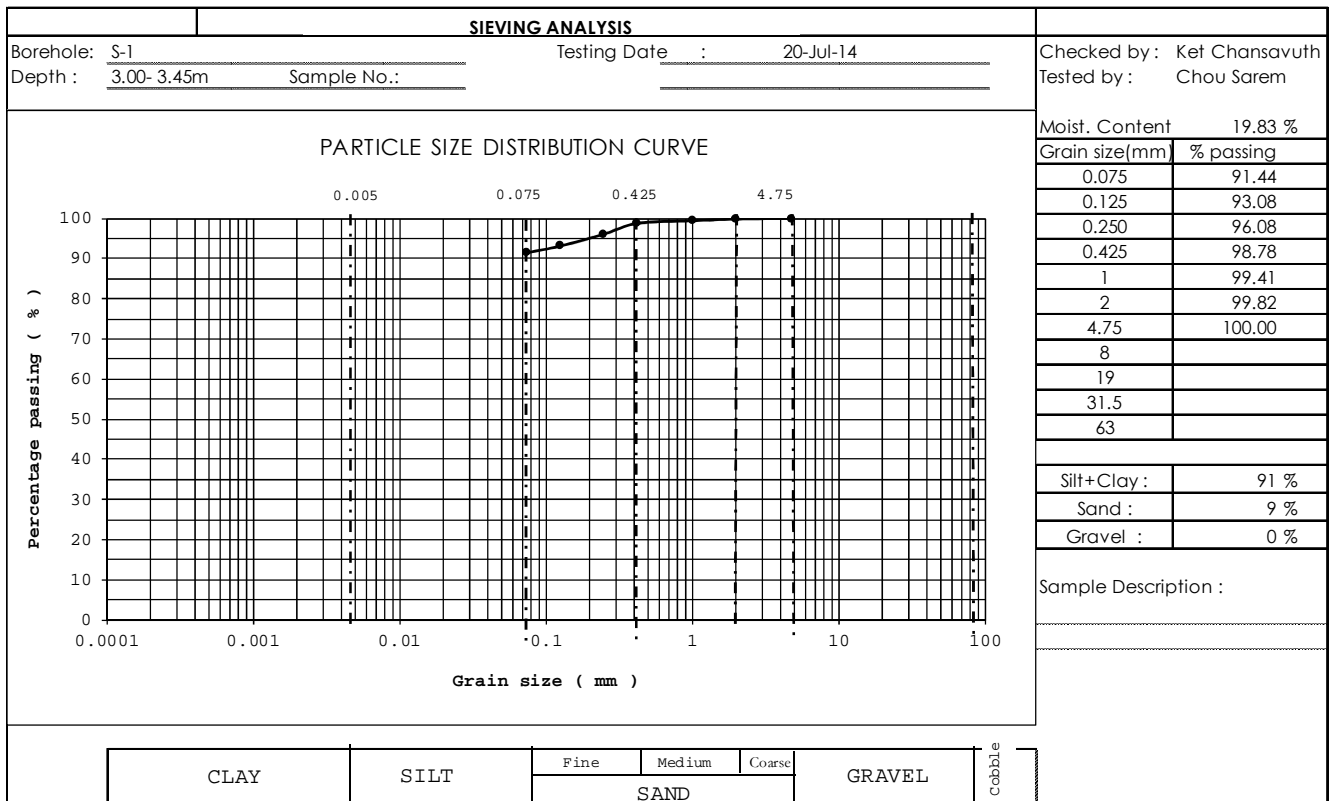 SIEVING ANALYSIS
Borehole: S-1 Testing Date : 20-Jul-14
Depth : 3.00- 3.45m Sample No.:
Checked by : Ket Chansavuth
Tested by : Chou Sarem
PARTICLE SIZE DISTRIBUTION CURVE
0.005 0.075 0.425 4.75
100
90
80
70
60
50
40
30
20
10
0
Percentage passing ( % )
0.0001 0.001 0.01 0.1 1 10 100
Grain size ( mm )
Moist. Content 19.83 %
Grain size(mm) % passing
0.075 91.44
0.125 93.08
0.250 96.08
0.425 98.78
1 99.41
2 99.82
4.75 100.00
8
19
31.5
63
Silt+Clay : 91 %
Sand : 9 %
Gravel : 0 %
Sample Description :
CLAY SILT Fine Medium Coarse GRAVEL Cobble
SAND